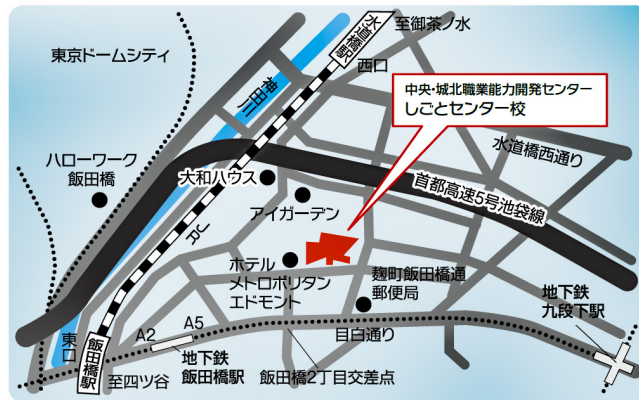 水道橋駅
至御茶ノ水
東京ドームシティ
西口
神田川
中央・城北職業能力開発センター
しごとセンター校
水道橋西通り
ハローワーク
飯田橋
大和ハウス
首都高速5号池袋線
アイガーデン
JR
ホテル
メトロポリタン
エドモント
麹町飯田橋通
郵便局
地下鉄
九段下駅
目白通り
東口
A2
A5
飯田橋駅
地下鉄
飯田橋駅
至四ツ谷
飯田橋2丁目交差点